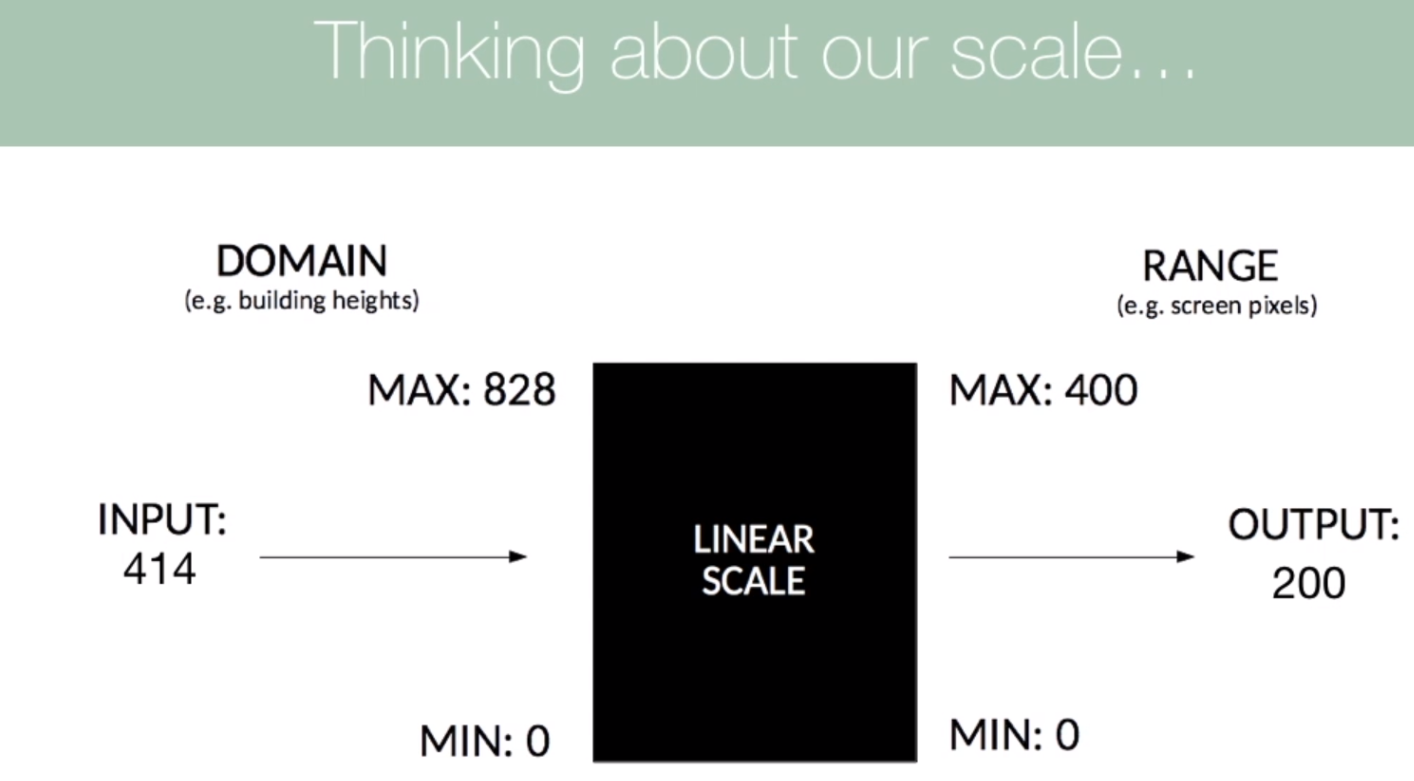 Thinking about our scale...
DOMAIN
(e.g. building heights)
RANGE
(e.g. screen pixels)
MAX: 828
MAX: 400
INPUT:
414
LINEAR
SCALE
OUTPUT:
200
MIN: 0
MIN: 0